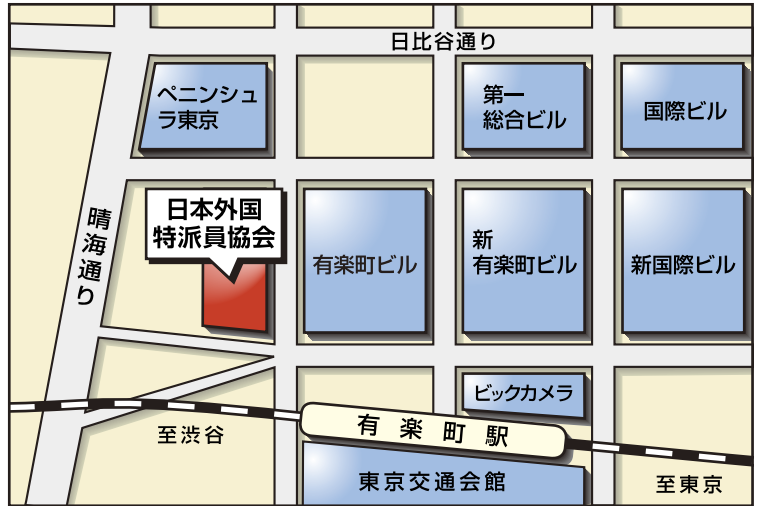 日比谷通り
ペニンシュ
ラ東京
第一
総合ビル
国際ビル
晴海通り
日本外国
特派員協会
有楽町ビル
新
有楽町ビル
新国際ビル
ビックカメラ
有楽町駅
至渋谷
東京交通会館
至東京